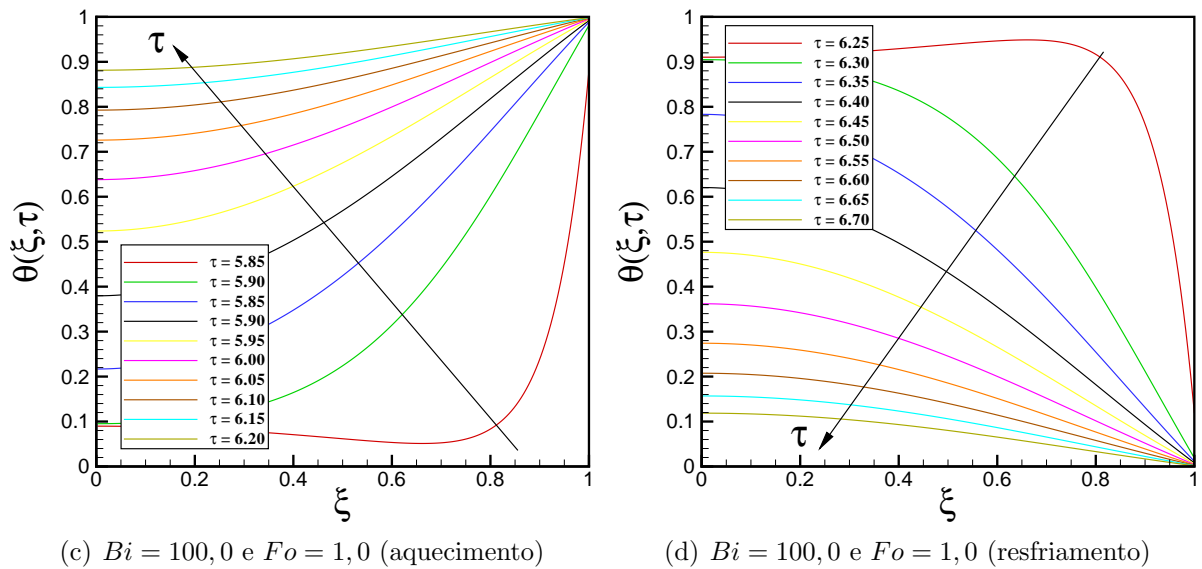 1
0.9
0.8
0.7
0.6
0.5
0.4
0.3
0.2
0.1
0
θ(ξ,τ)
τ
τ = 5.85
τ = 5.90
τ = 5.85
τ = 5.90
τ = 5.95
τ = 6.00
τ = 6.05
τ = 6.10
τ = 6.15
τ = 6.20
0 0.2 0.4 0.6 0.8 1
ξ
(c) Bi = 100, 0 e Fo = 1, 0 (aquecimento)
1
0.9
0.8
0.7
0.6
0.5
0.4
0.3
0.2
0.1
0
θ(ξ,τ)
τ = 6.25
τ = 6.30
τ = 6.35
τ = 6.40
τ = 6.45
τ = 6.50
τ = 6.55
τ = 6.60
τ = 6.65
τ = 6.70
τ
0 0.2 0.4 0.6 0.8 1
ξ
(d) Bi = 100, 0 e Fo = 1, 0 (resfriamento)